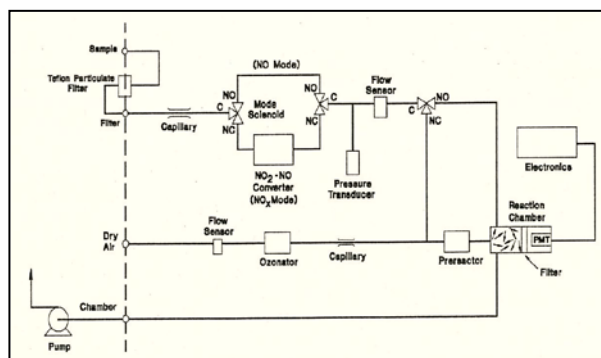 Sample
Teflon Particulate
Filter
Filter
Capillary
(NO Mode)
NO
C
Mode
Solenoid
NC
NO
C
NC
NO2-NO
Converter
(NOx Mode)
Pressure
Transducer
Flow
Sensor
C
NO
NC
Electronics
Reaction
Chamber
PMT
Filter
Dry
Air
Flow
Sensor
Ozonator
Capillary
Prereactor
Chamber
Pump